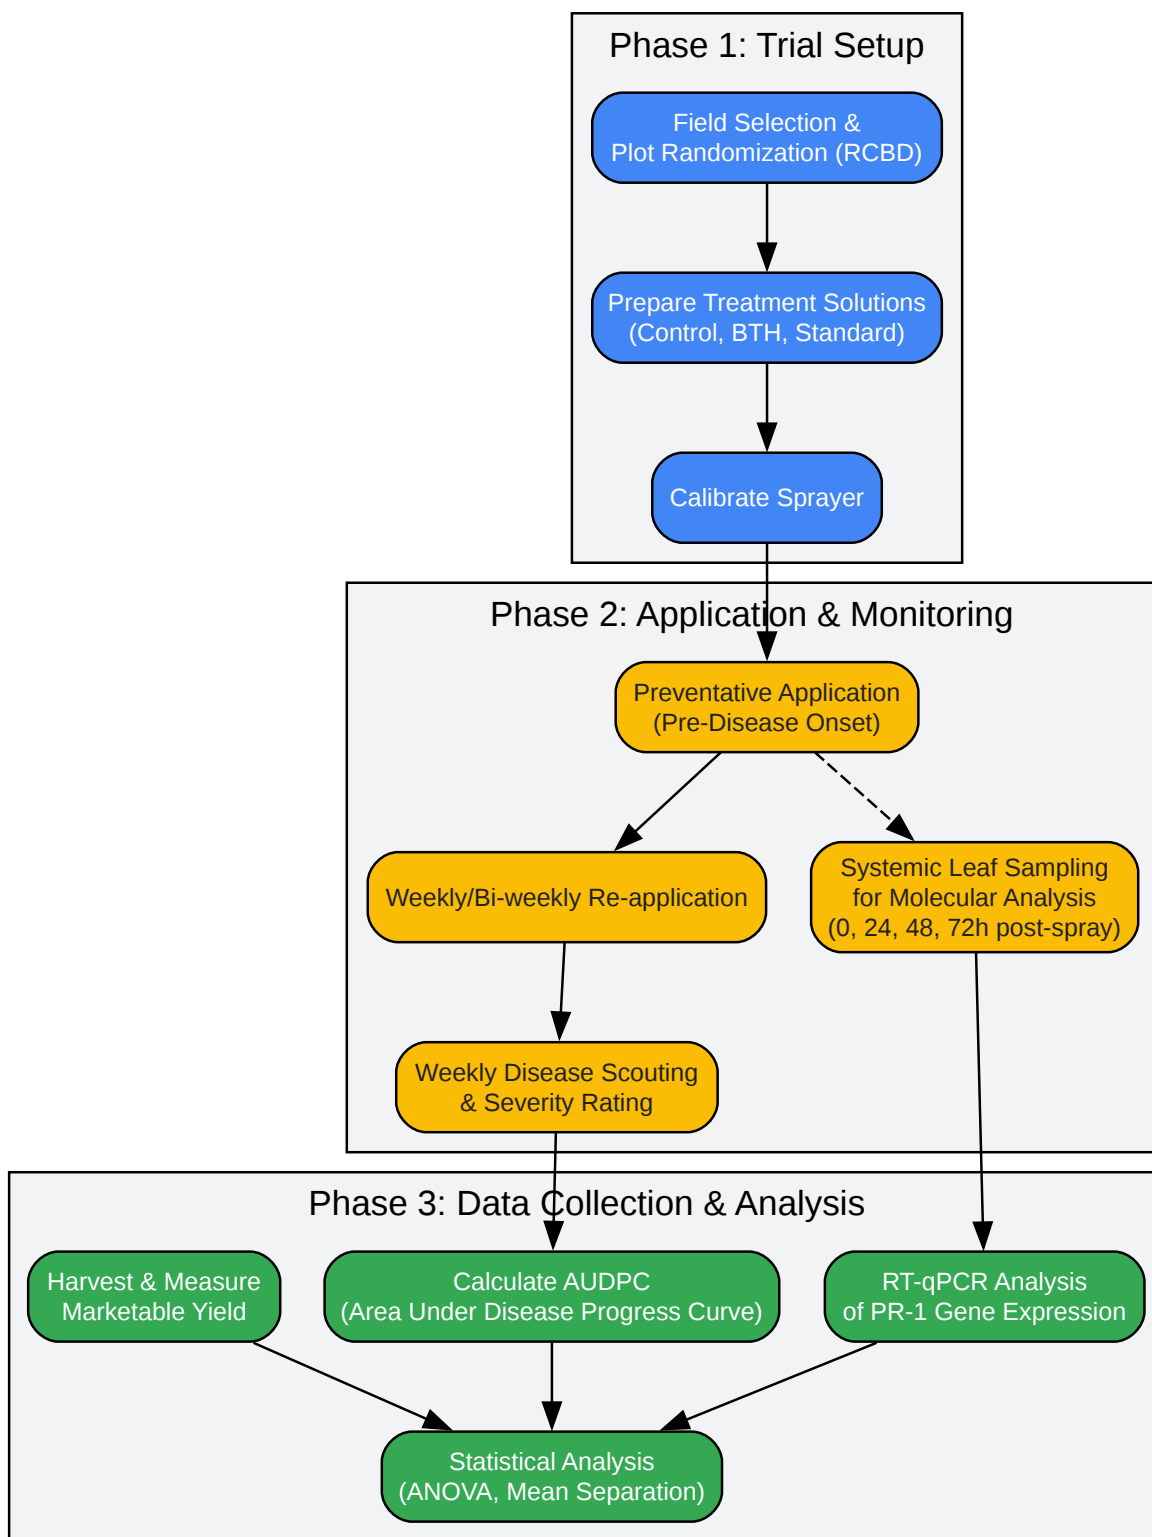 Phase 1: Trial Setup
Field Selection &
Plot Randomization (RCBD)
Prepare Treatment Solutions
(Control, BTH, Standard)
Calibrate Sprayer
Phase 2: Application & Monitoring
Preventative Application
(Pre-Disease Onset)
Weekly/Bi-weekly Re-application
Systemic Leaf Sampling
for Molecular Analysis
(0, 24, 48, 72h post-spray)
Weekly Disease Scouting
& Severity Rating
Phase 3: Data Collection & Analysis
Harvest & Measure
Marketable Yield
Calculate AUDPC
(Area Under Disease Progress Curve)
RT-qPCR Analysis
of PR-1 Gene Expression
Statistical Analysis
(ANOVA, Mean Separation)